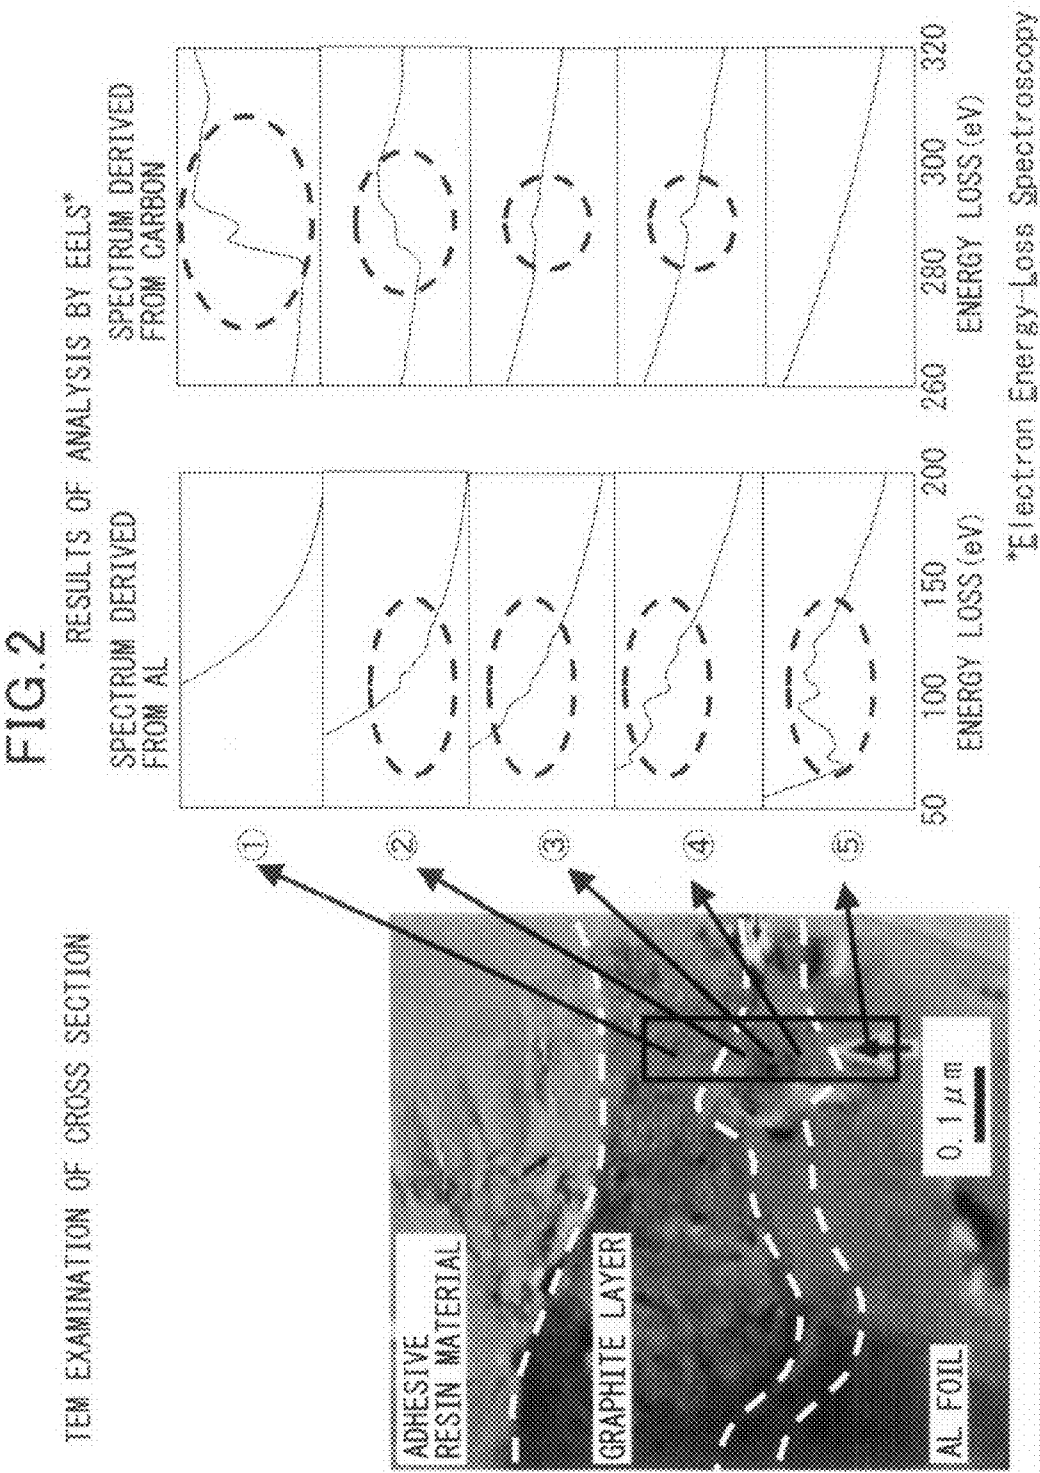 FIG.2
TEM EXAMINATION OF CROSS SECTION
RESULTS OF ANALYSIS BY EELS*
SPECTRUM DERIVED
FROM AL
SPECTRUM DERIVED
FROM CARBON
ADHESIVE
RESIN MATERIAL
GRAPHITE LAYER
AL FOIL
0.1μm
①
②
③
④
⑤
50 100 150 200
ENERGY LOSS(eV)
260 280 300 320
ENERGY LOSS(eV)
*Electron Energy-Loss Spectroscopy